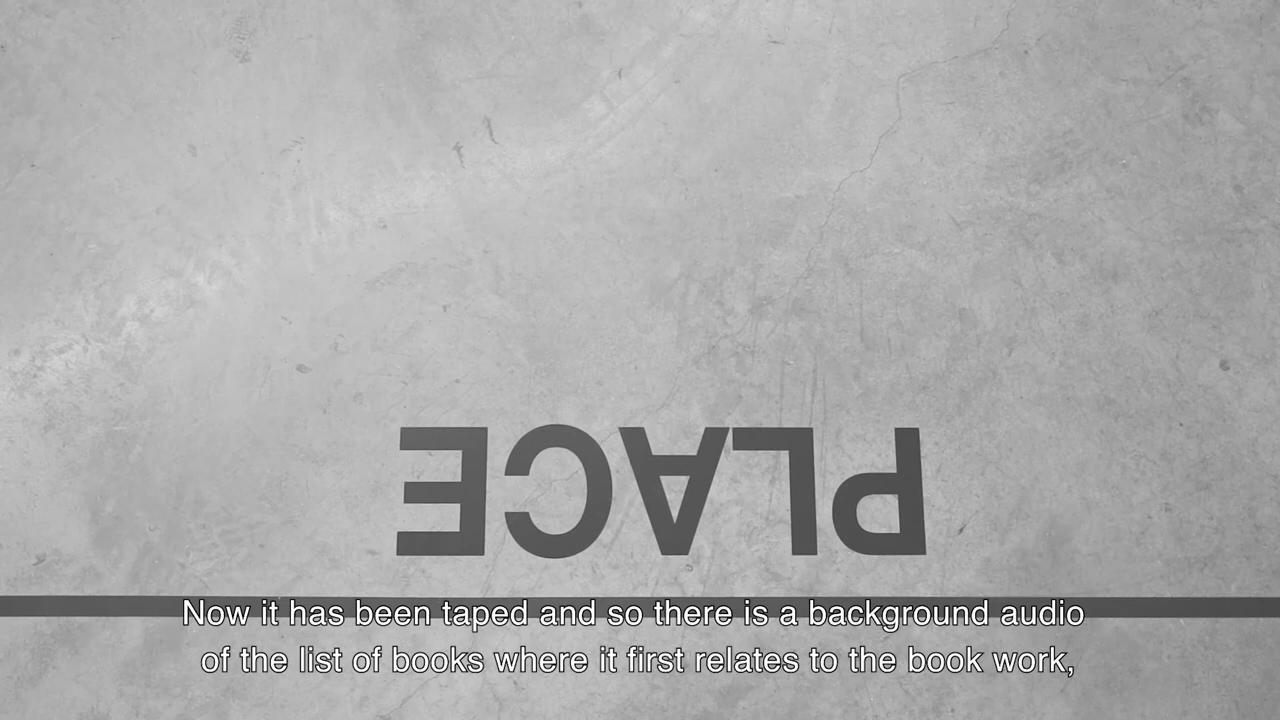 PLACE
Now it has been taped and so there is a background audio
of the list of books where it first relates to the book work,